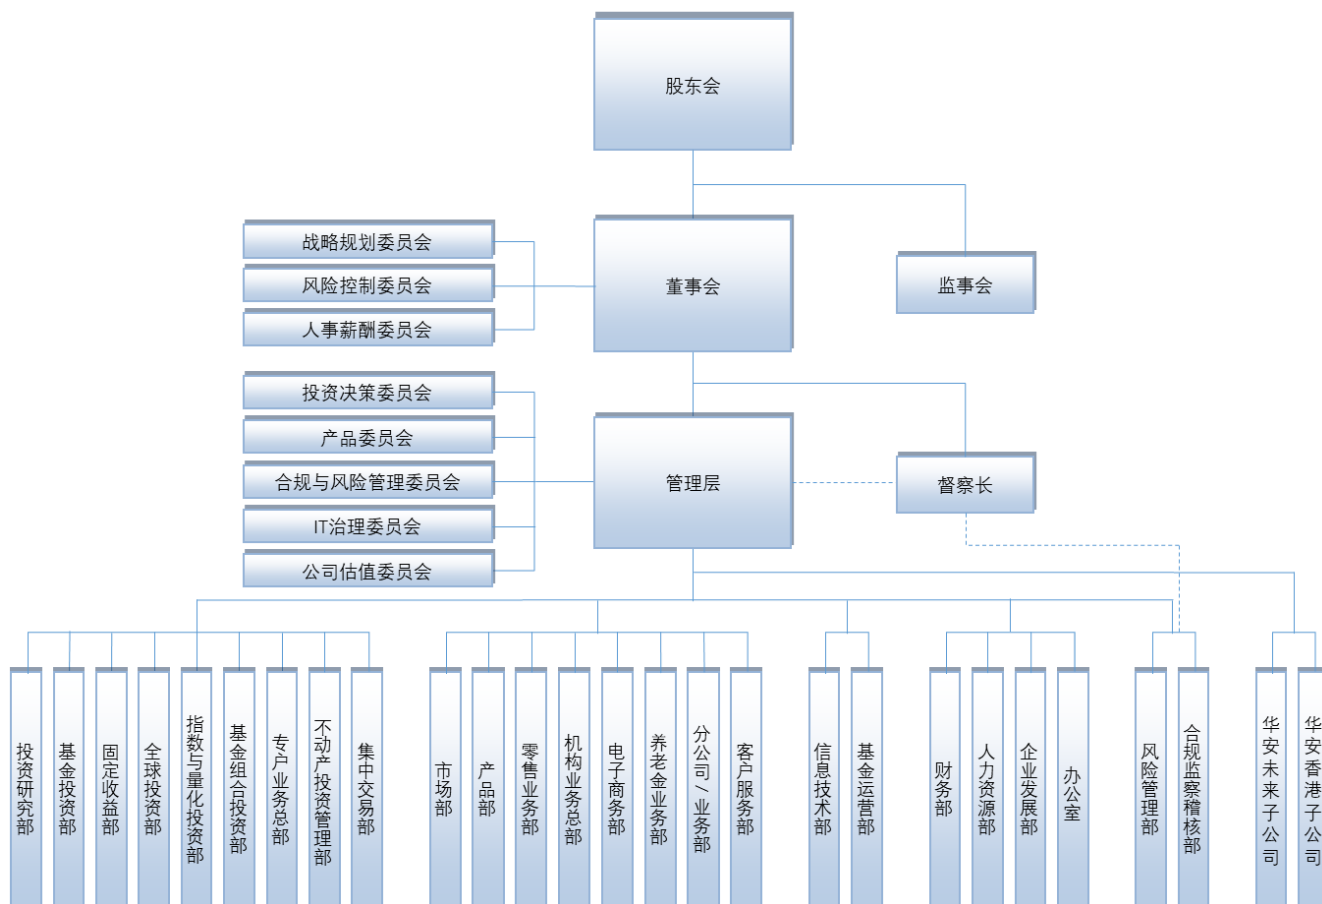 股东会
战略规划委员会
风险控制委员会
人事薪酬委员会
董事会
监事会
投资决策委员会
产品委员会
合规与风险管理委员会
IT治理委员会
公司估值委员会
管理层
督察长
投资研究部
基金投资部
固定收益部
全球投资部
指数与量化投资部
基金组合投资部
专户业务总部
不动产投资管理部
集中交易部
市场部
产品部
零售业务部
机构业务总部
电子商务部
养老金业务部
分公司/业务部
客户服务部
信息技术部
基金运营部
财务部
人力资源部
企业发展部
办公室
风险管理部
合规监察稽核部
华安未来子公司
华安香港子公司